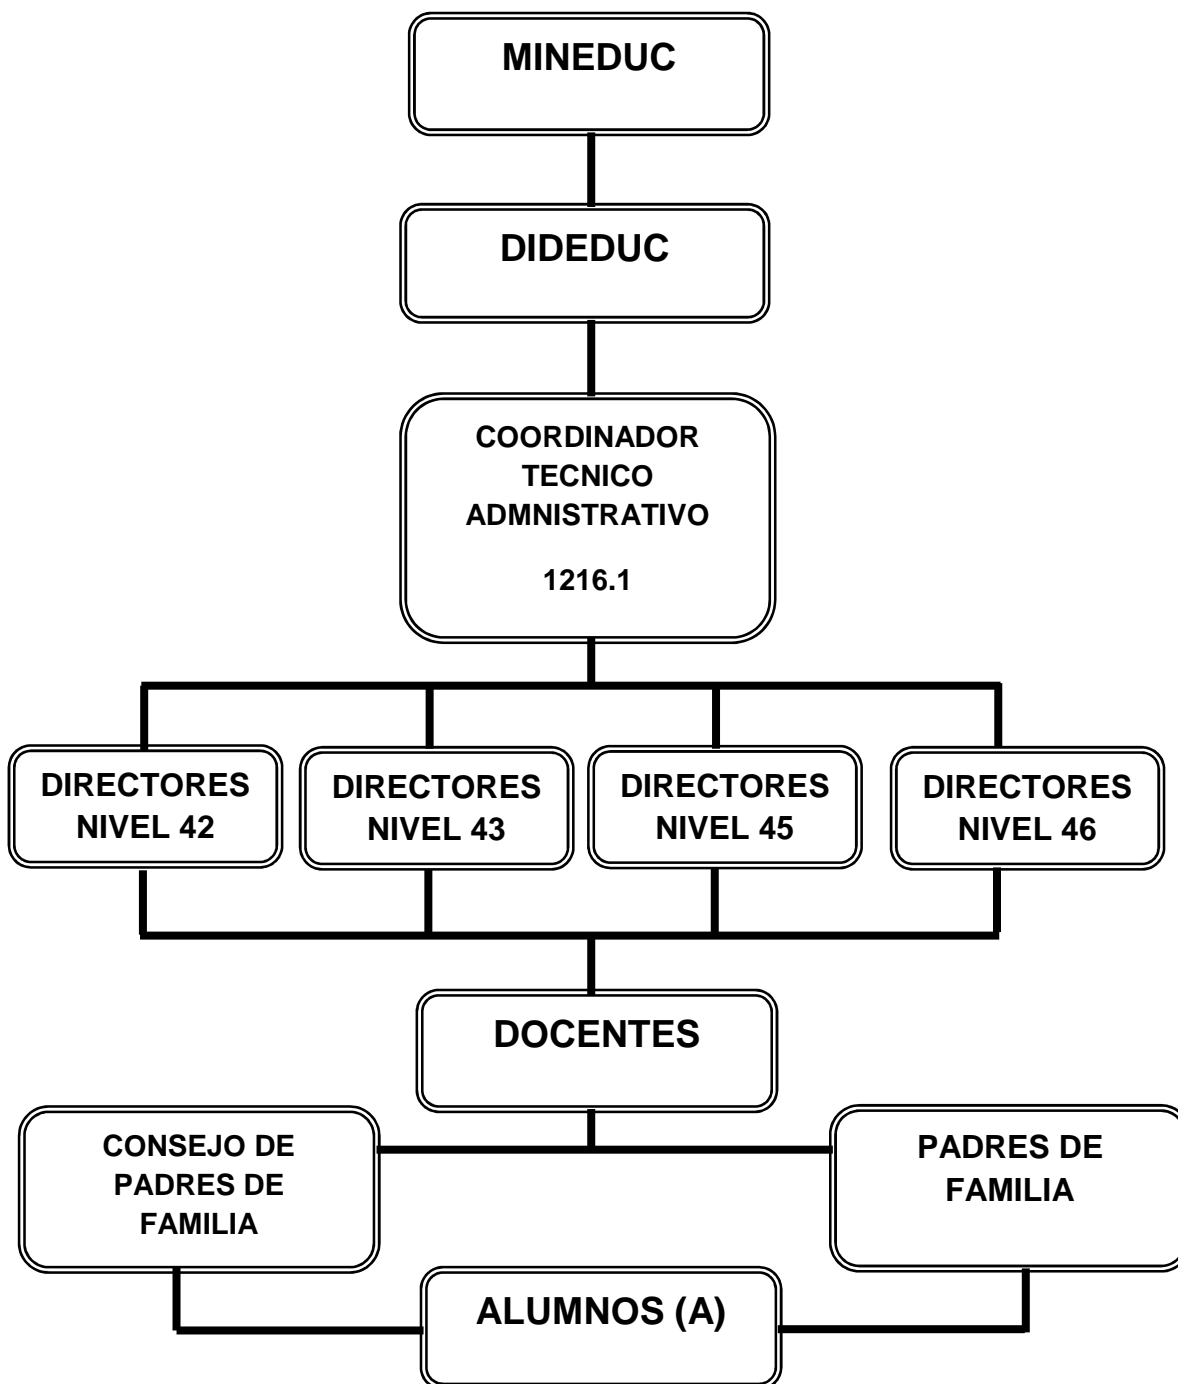 MINEDUC
DIDEDUC
COORDINADOR
TECNICO
ADMNISTRATIVO
1216.1
DIRECTORES
NIVEL 42
DIRECTORES
NIVEL 43
DIRECTORES
NIVEL 45
DIRECTORES
NIVEL 46
DOCENTES
CONSEJO DE
PADRES DE
FAMILIA
PADRES DE
FAMILIA
ALUMNOS (A)